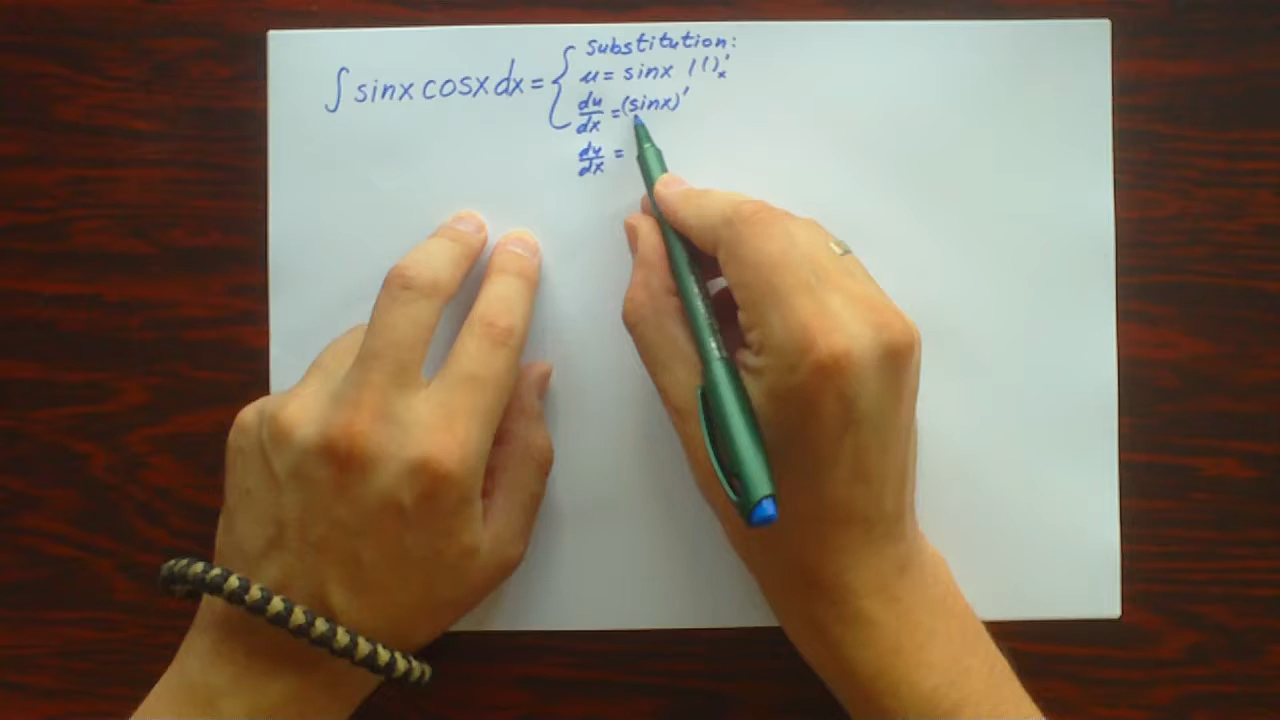 ∫ sinx cosx dx = { Substitution:
u = sinx | ()'ₓ
du/dx = (sinx)'
du/dx =